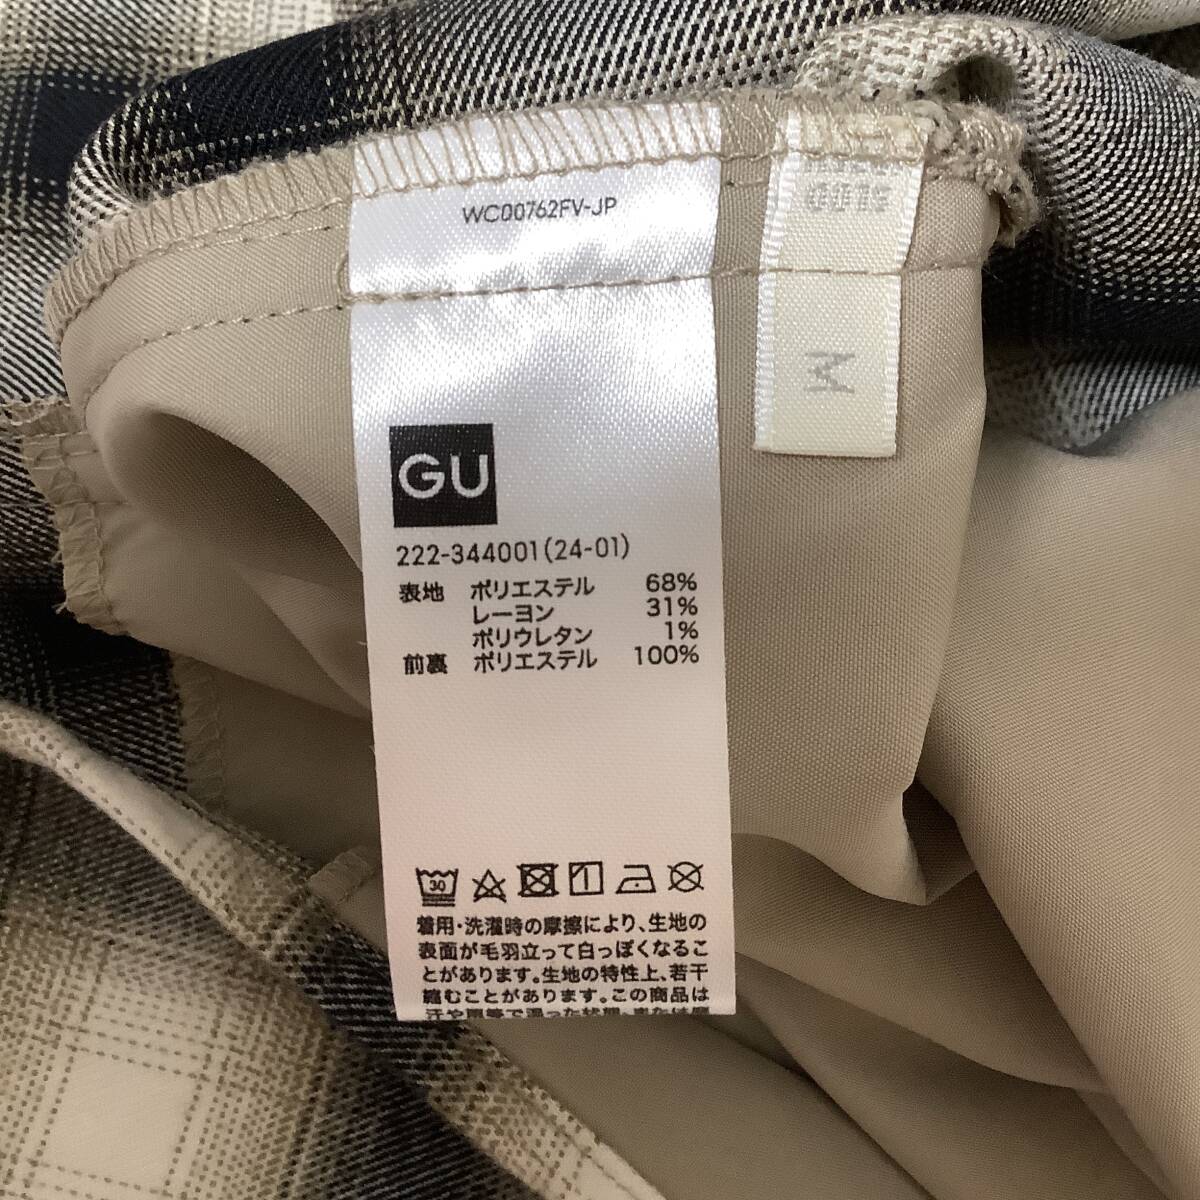 WC00762FV-JP
M
GU
222-344001(24-01)
表地 ポリエステル 68%
レーヨン 31%
ポリウレタン 1%
前裏 ポリエステル 100%
30
1
着用・洗濯時の摩擦により、生地の
表面が毛羽立って白っぽくなるこ
とがあります。生地の特性上、若干
縮むことがあります。この商品は